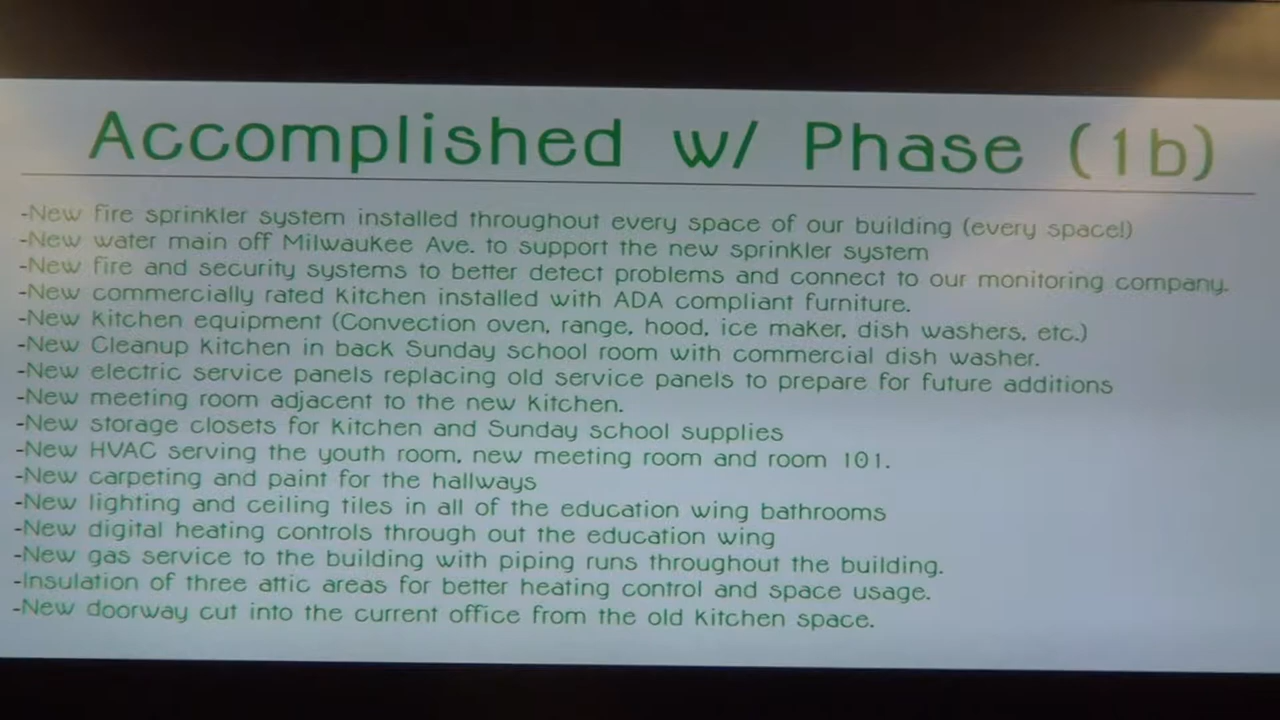 Accomplished w/ Phase (1b)
-New fire sprinkler system installed throughout every space of our building (every space!)
-New water main off Milwaukee Ave. to support the new sprinkler system
-New fire and security systems to better detect problems and connect to our monitoring company.
-New commercially rated kitchen installed with ADA compliant furniture.
-New kitchen equipment (Convection oven, range, hood, ice maker, dish washers, etc.)
-New Cleanup kitchen in back Sunday school room with commercial dish washer.
-New electric service panels replacing old service panels to prepare for future additions
-New meeting room adjacent to the new kitchen.
-New storage closets for kitchen and Sunday school supplies
-New HVAC serving the youth room, new meeting room and room 101.
-New carpeting and paint for the hallways
-New lighting and ceiling tiles in all of the education wing bathrooms
-New digital heating controls through out the education wing
-New gas service to the building with piping runs throughout the building.
-Insulation of three attic areas for better heating control and space usage.
-New doorway cut into the current office from the old kitchen space.